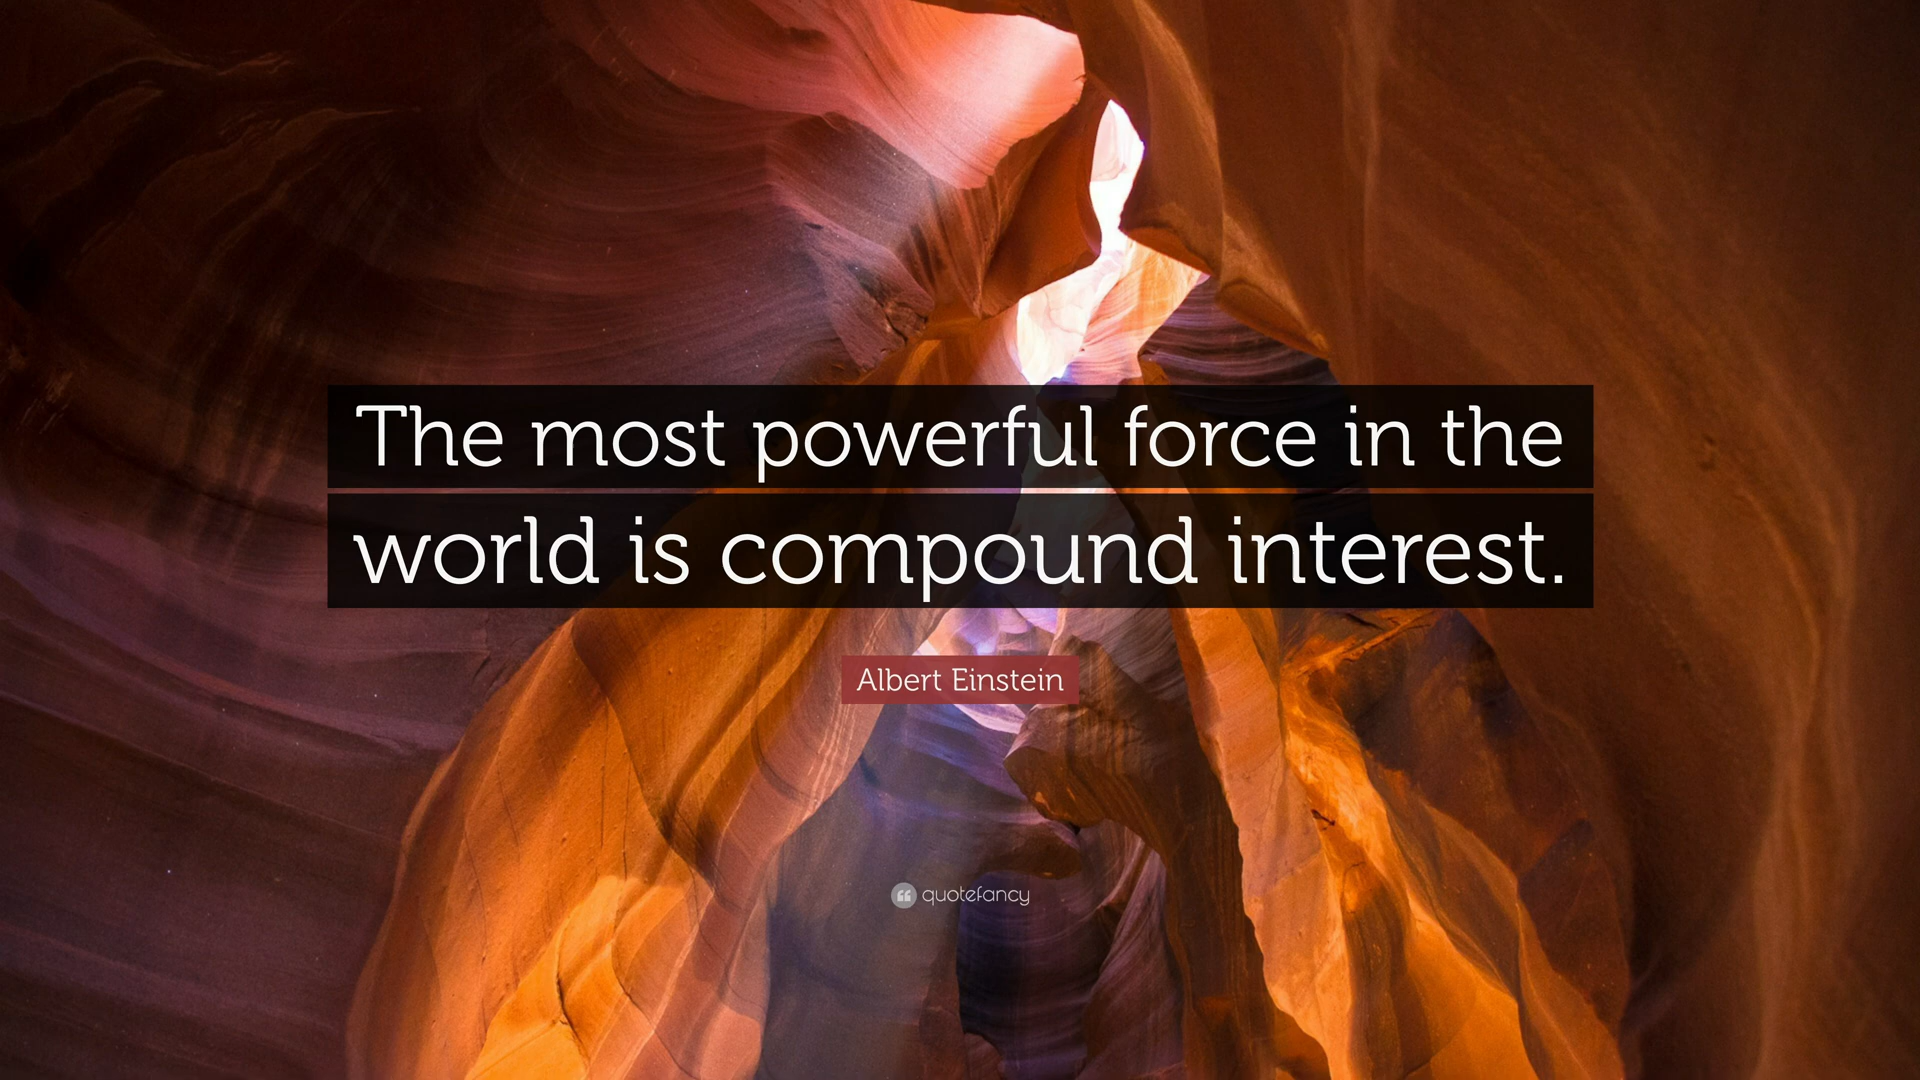 The most powerful force in the
world is compound interest.
Albert Einstein
quotefancy